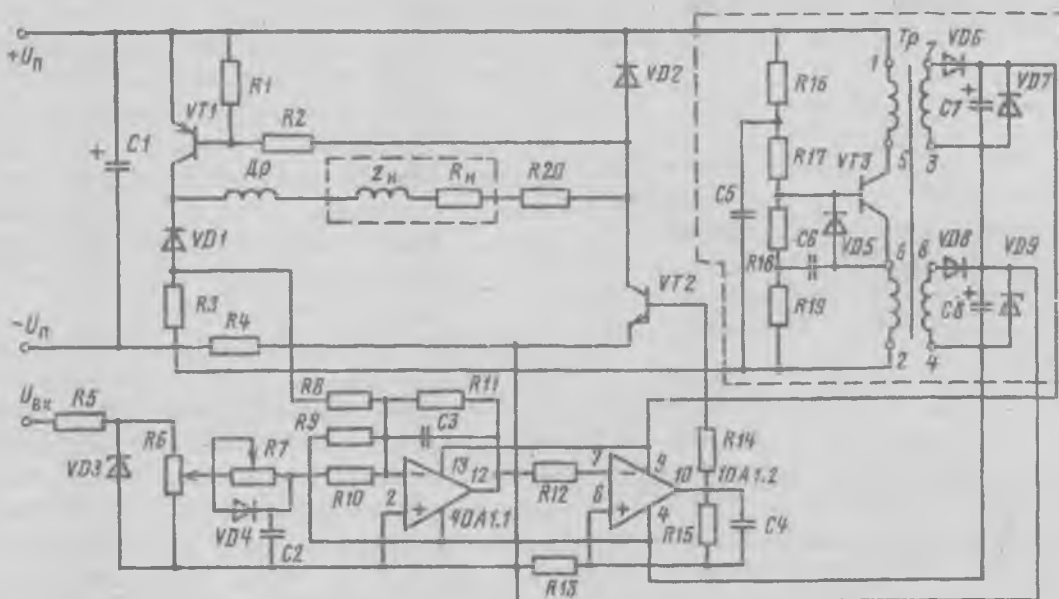 +Uп
C1
VT1
R1
R2
Др
zн
Rн
R20
VD2
VD1
R3
R4
-Uп
VT2
R16
R17
C5
R18
C6
VD5
R19
VT3
Тр
1
5
6
2
7
3
8
4
VD6
C7
VD7
VD8
C8
VD9
Uвх
R5
VD3
R6
R7
VD4
C2
R8
R9
R10
R11
C3
2
13
12
4
DA1.1
R12
R13
7
6
9
10
4
DA1.2
R14
R15
C4
+
+
+
−
+
−
+